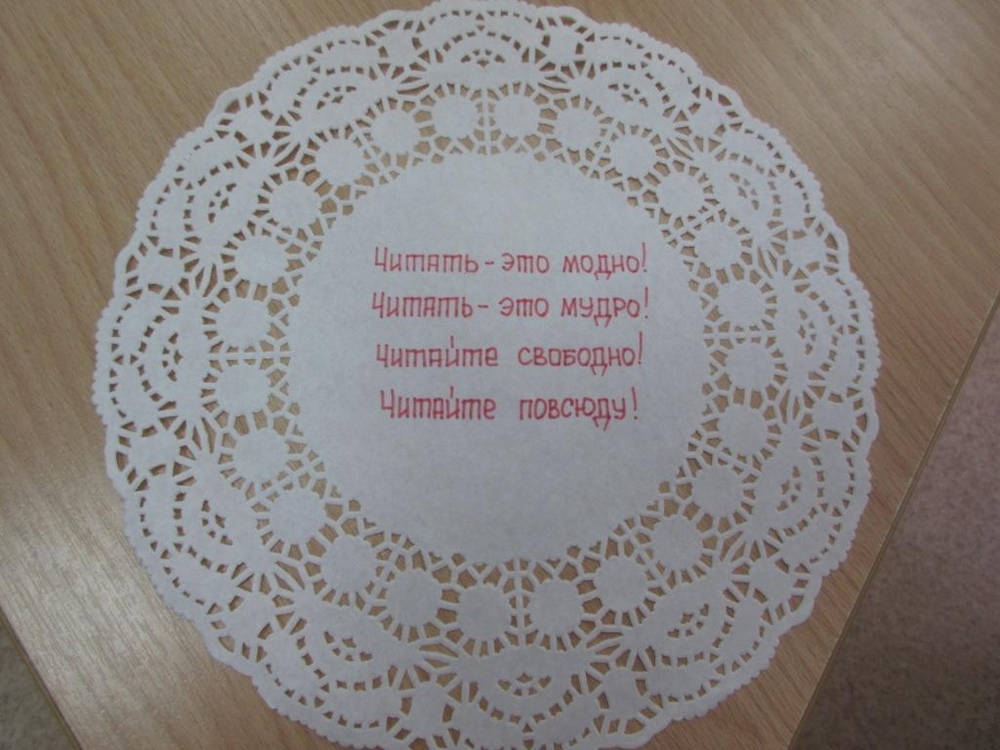 Читать - это модно!
Читать - это мудро!
Читайте свободно!
Читайте повсюду!